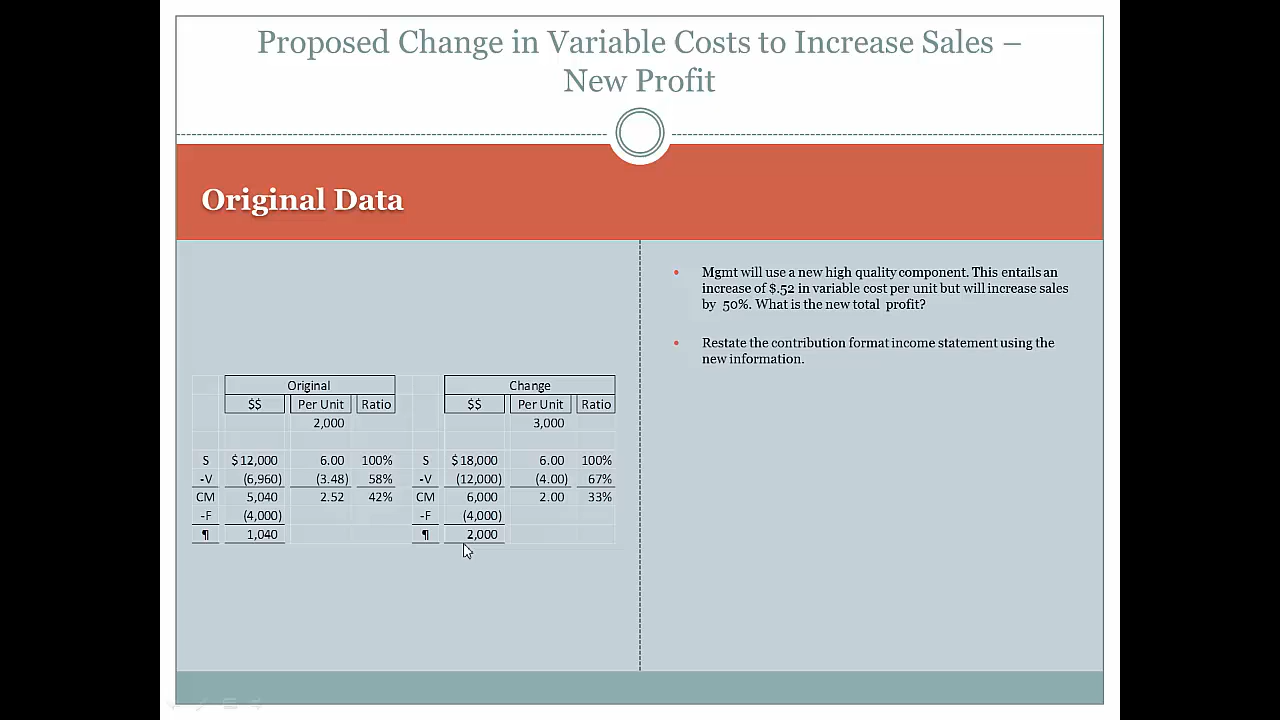 Proposed Change in Variable Costs to Increase Sales –
New Profit
Original Data
Original Change
$$ Per Unit Ratio $$ Per Unit Ratio
2,000 3,000
S $12,000 6.00 100% S $18,000 6.00 100%
-V (6,960) (3.48) 58% -V (12,000) (4.00) 67%
CM 5,040 2.52 42% CM 6,000 2.00 33%
-F (4,000) -F (4,000)
¶ 1,040 ¶ 2,000
• Mgmt will use a new high quality component. This entails an
increase of $.52 in variable cost per unit but will increase sales
by 50%. What is the new total profit?
• Restate the contribution format income statement using the
new information.